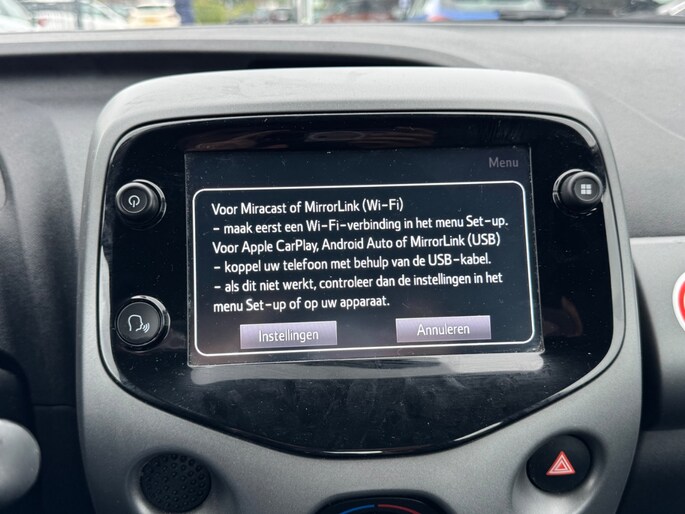 Menu
Voor Miracast of MirrorLink (Wi-Fi)
- maak eerst een Wi-Fi-verbinding in het menu Set-up.
Voor Apple CarPlay, Android Auto of MirrorLink (USB)
- koppel uw telefoon met behulp van de USB-kabel.
- als dit niet werkt, controleer dan de instellingen in het
menu Set-up of op uw apparaat.
Instellingen
Annuleren